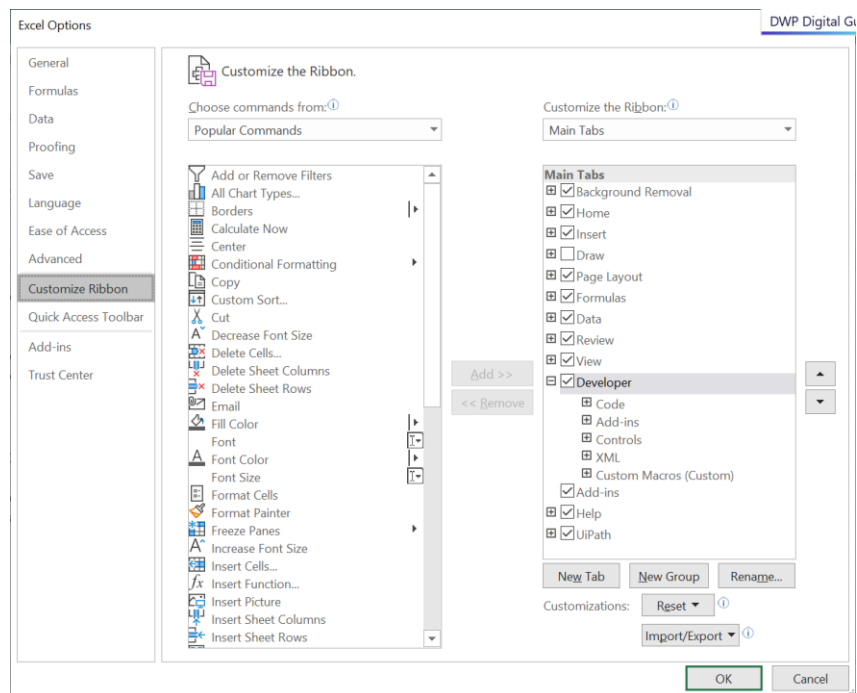 Excel Options
DWP Digital Gu
General
Formulas
Data
Proofing
Save
Language
Ease of Access
Advanced
Customize Ribbon
Quick Access Toolbar
Add-ins
Trust Center
Customize the Ribbon.
Choose commands from:
Popular Commands
Add or Remove Filters
All Chart Types...
Borders
Calculate Now
Center
Conditional Formatting
Copy
Custom Sort...
Cut
Decrease Font Size
Delete Cells...
Delete Sheet Columns
Delete Sheet Rows
Email
Fill Color
Font
Font Color
Font Size
Format Cells
Format Painter
Freeze Panes
Increase Font Size
Insert Cells...
Insert Function...
Insert Picture
Insert Sheet Columns
Insert Sheet Rows
Add >>
<< Remove
Customize the Ribbon:
Main Tabs
Main Tabs
Background Removal
Home
Insert
Draw
Page Layout
Formulas
Data
Review
View
Developer
Code
Add-ins
Controls
XML
Custom Macros (Custom)
Add-ins
Help
UiPath
New Tab
New Group
Rename...
Customizations:
Reset
Import/Export
OK
Cancel